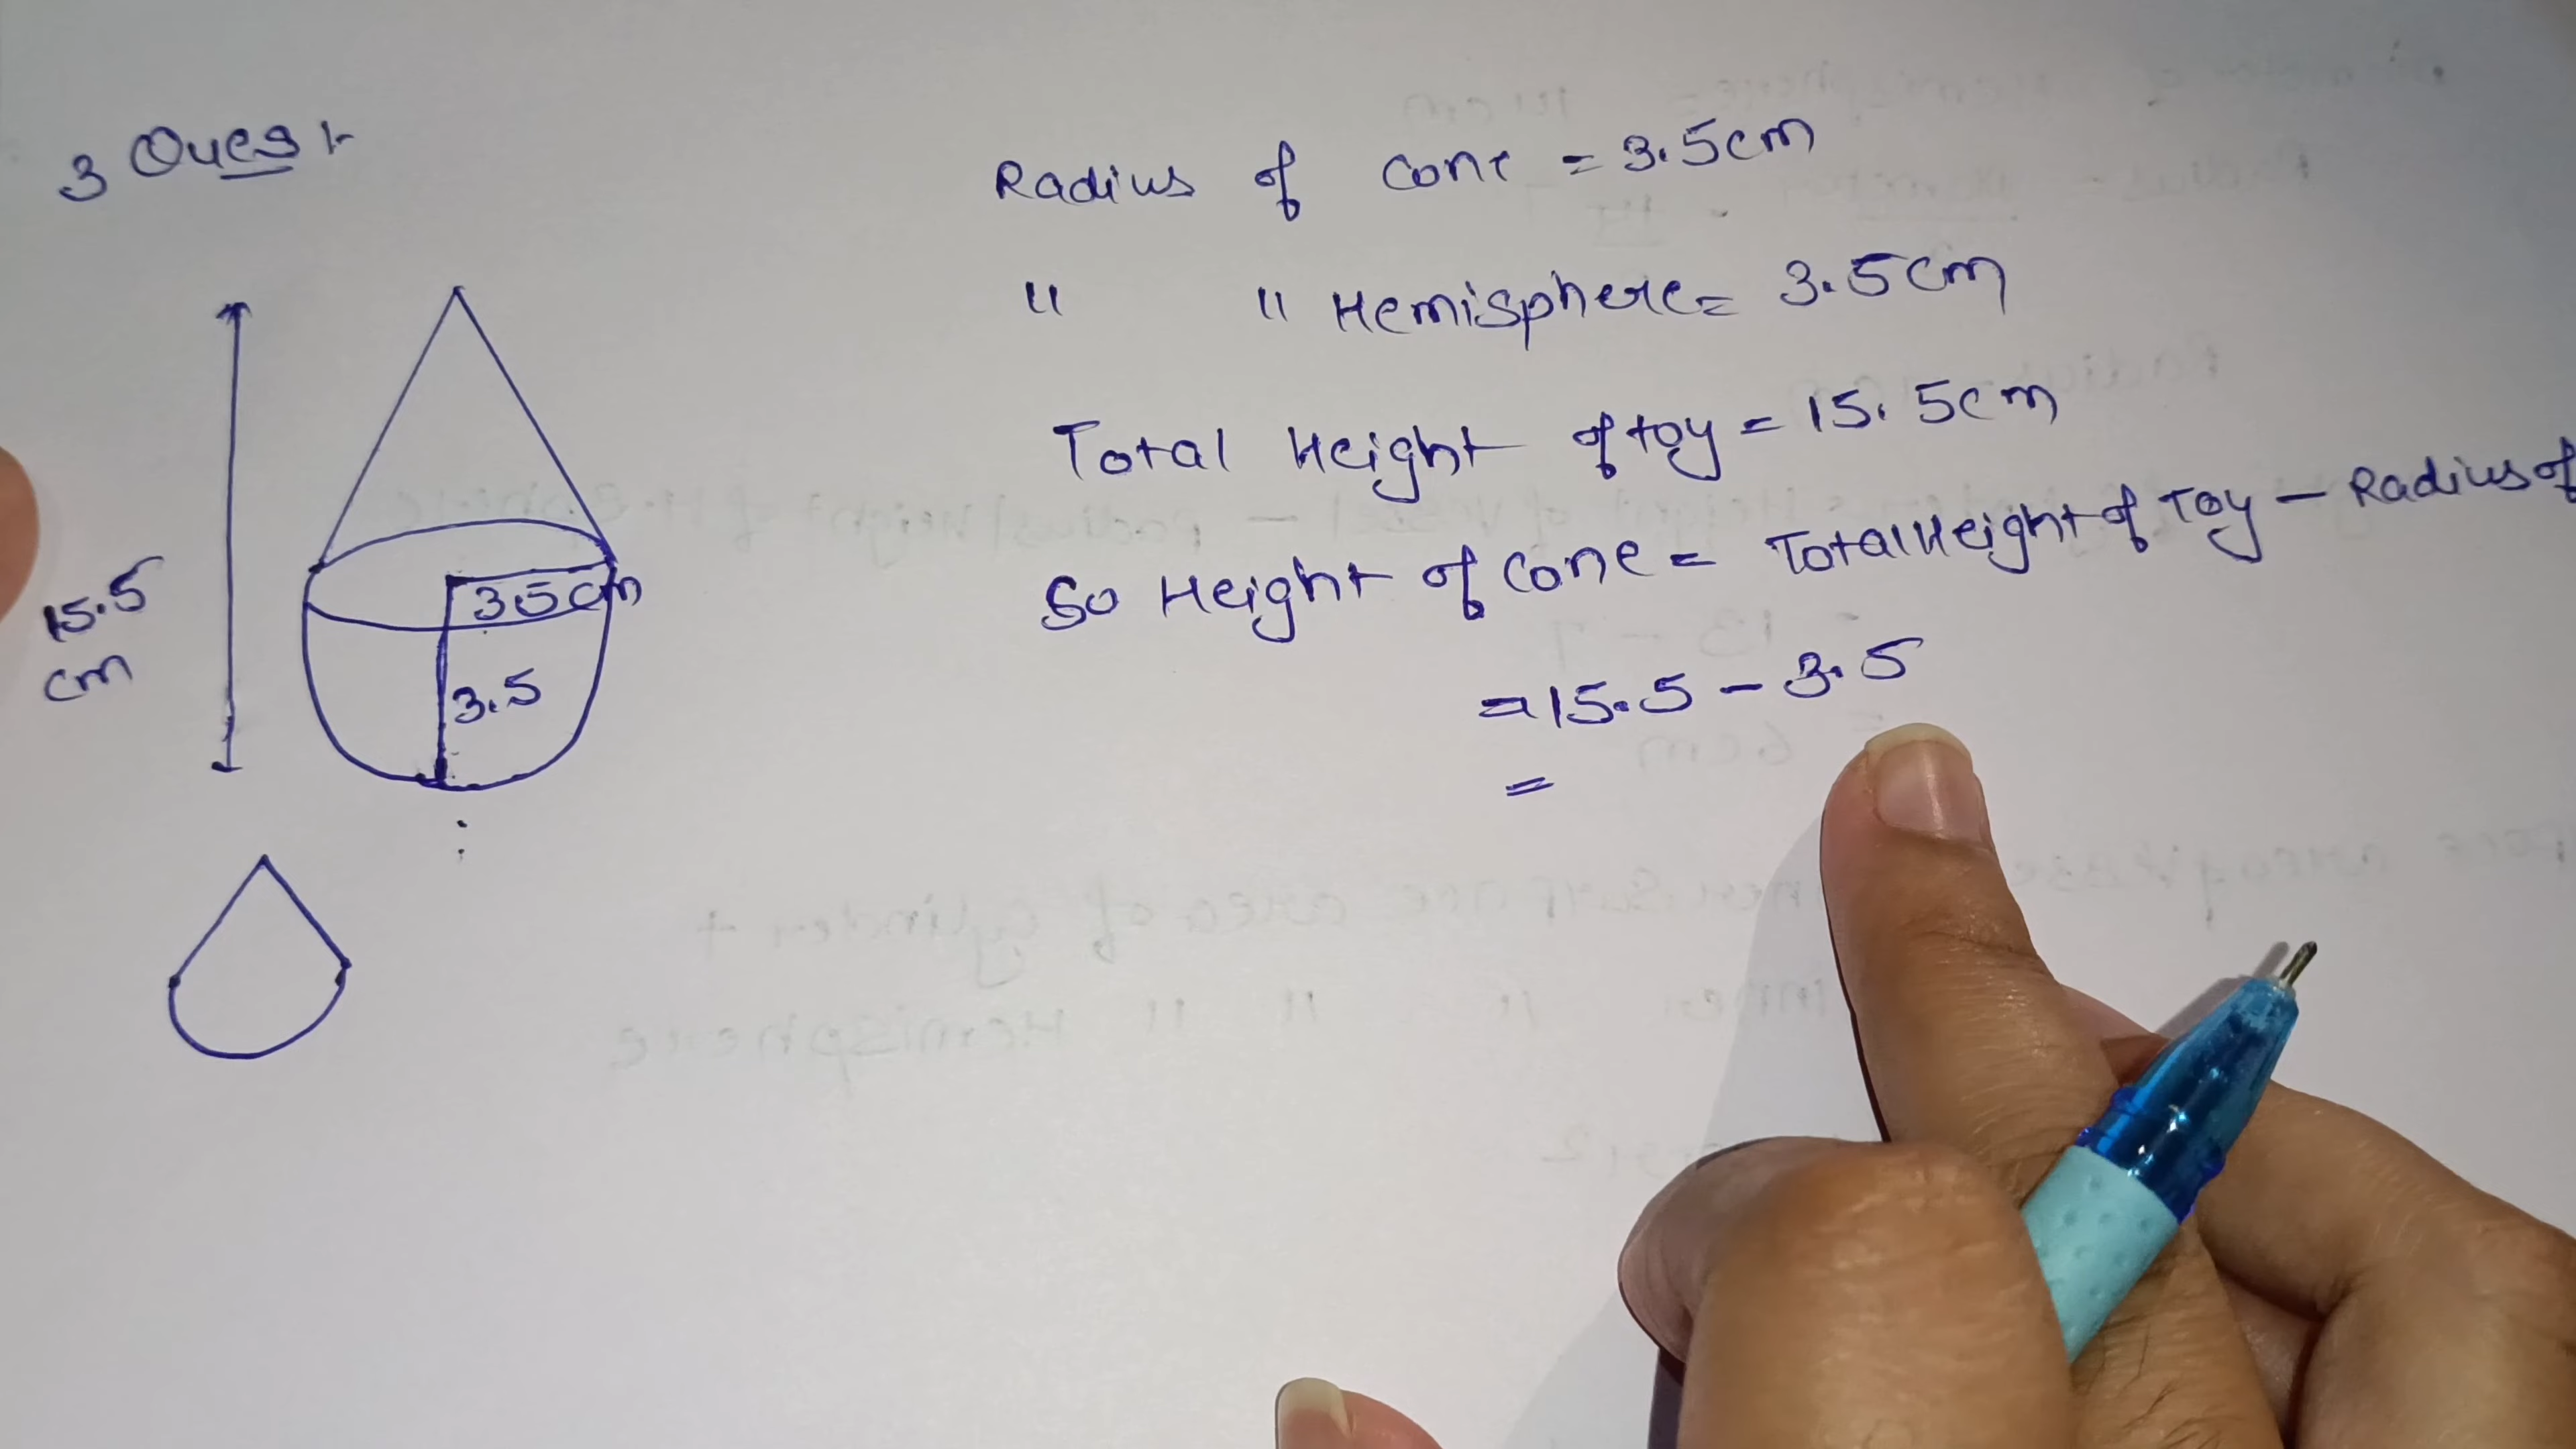 3 Quest
Radius of cone = 3.5cm
" " Hemisphere = 3.5cm
Total Height of toy = 15.5cm
So Height of cone = Total Height of Toy - Radius of
= 15.5 - 3.5
=
15.5
cm
3.5cm
3.5